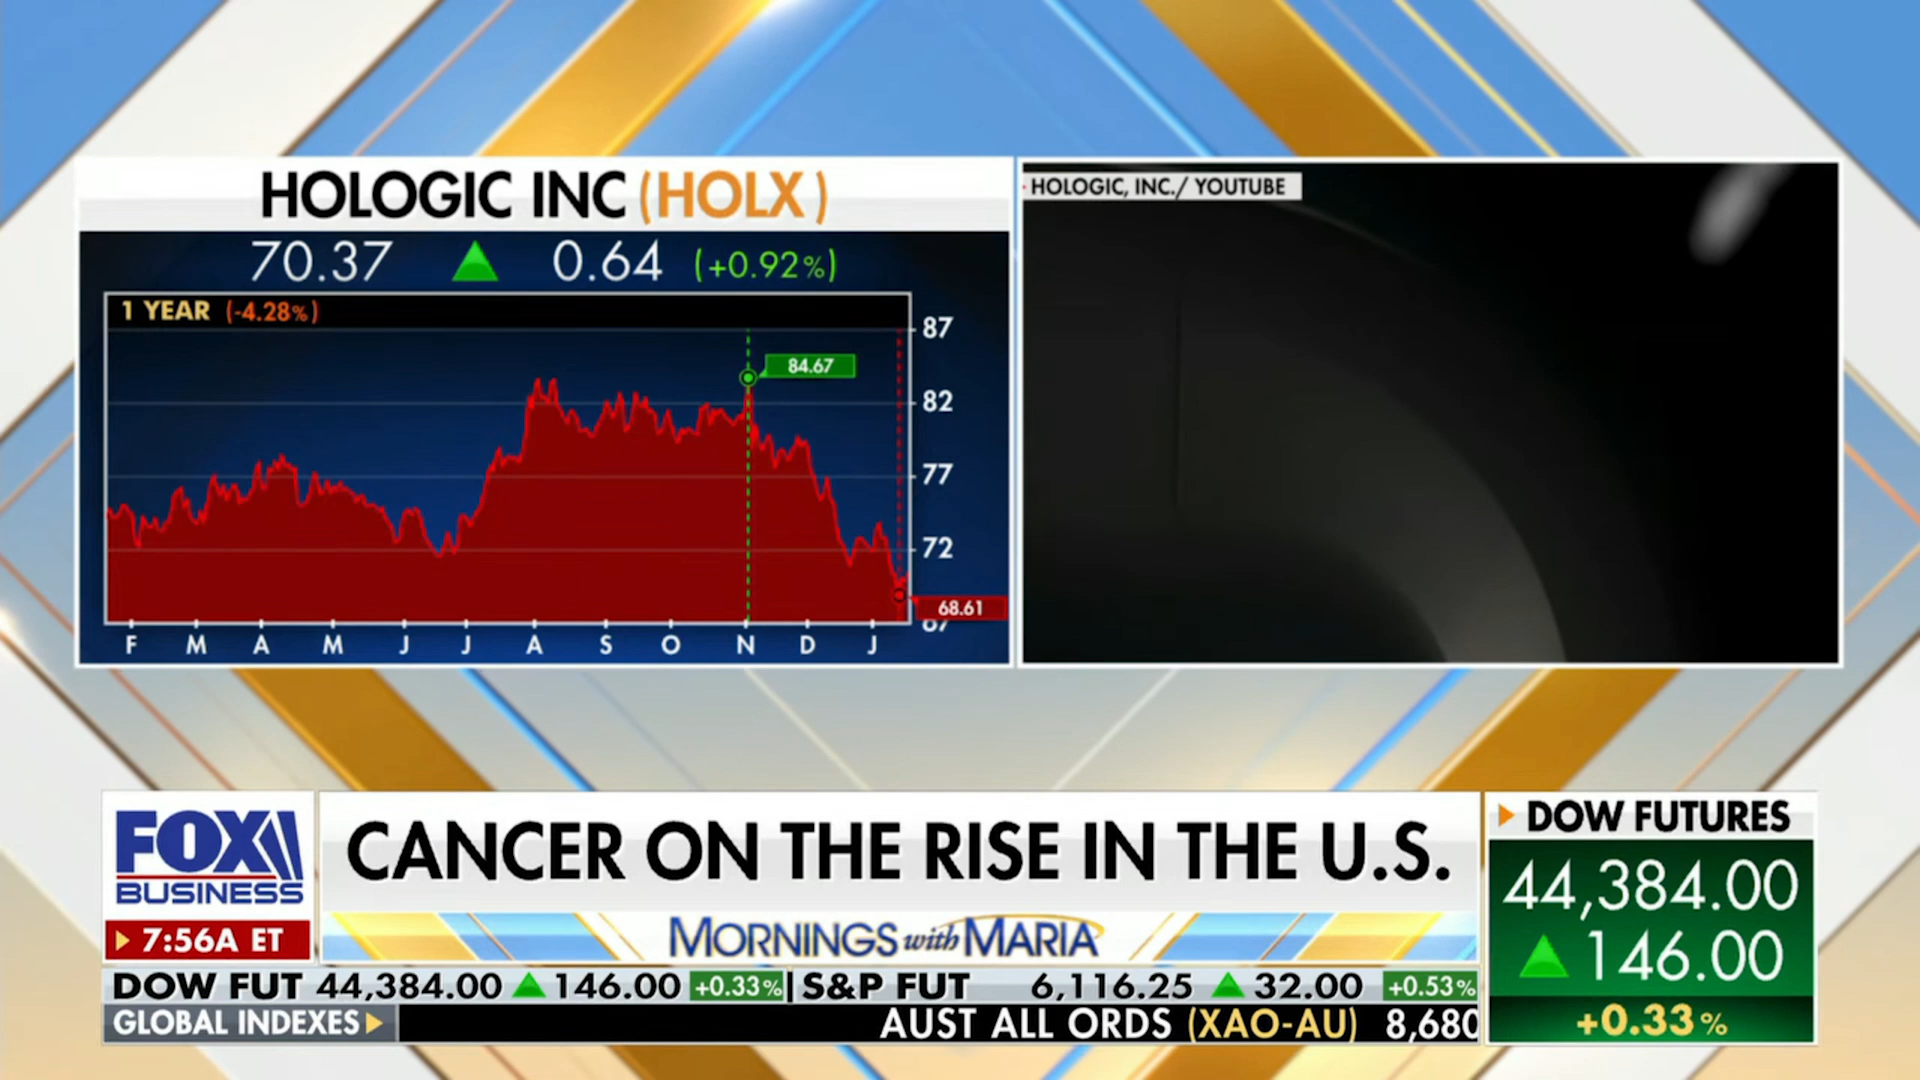 HOLOGIC INC (HOLX)
70.37 ▲ 0.64 (+0.92%)
1 YEAR (-4.28%)
87
84.67
82
77
72
68.61
67
F M A M J J A S O N D J
HOLOGIC, INC./ YOUTUBE
FOX
BUSINESS
7:56A ET
CANCER ON THE RISE IN THE U.S.
MORNINGS with MARIA
DOW FUTURES
44,384.00
▲ 146.00
+0.33%
DOW FUT 44,384.00 ▲ 146.00 +0.33% | S&P FUT 6,116.25 ▲ 32.00 +0.53%
GLOBAL INDEXES AUST ALL ORDS (XAO-AU) 8,680